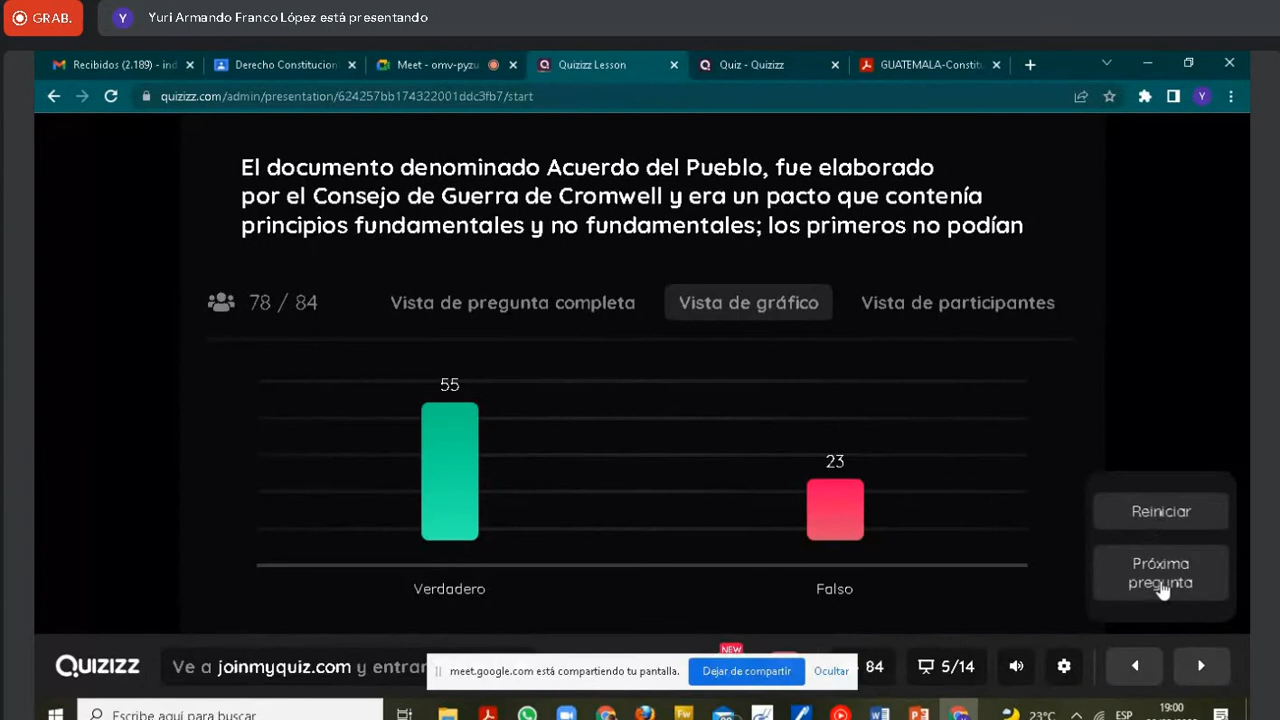 GRAB.
Y
Yuri Armando Franco López está presentando
Recibidos (2.189) - ind
Derecho Constitucion
Meet - omv-pyzu
Quizizz Lesson
Quiz - Quizizz
GUATEMALA-Constitu
quizizz.com/admin/presentation/624257bb174322001ddc3fb7/start
Y
El documento denominado Acuerdo del Pueblo, fue elaborado
por el Consejo de Guerra de Cromwell y era un pacto que contenía
principios fundamentales y no fundamentales; los primeros no podían
78 / 84
Vista de pregunta completa
Vista de gráfico
Vista de participantes
55
23
Verdadero
Falso
Reiniciar
Próxima
pregunta
Quizizz
Ve a joinmyquiz.com y entrar
NEW
meet.google.com está compartiendo tu pantalla.
Dejar de compartir
Ocultar
84
5/14
Escribe aquí para buscar
23°C
ESP
19:00